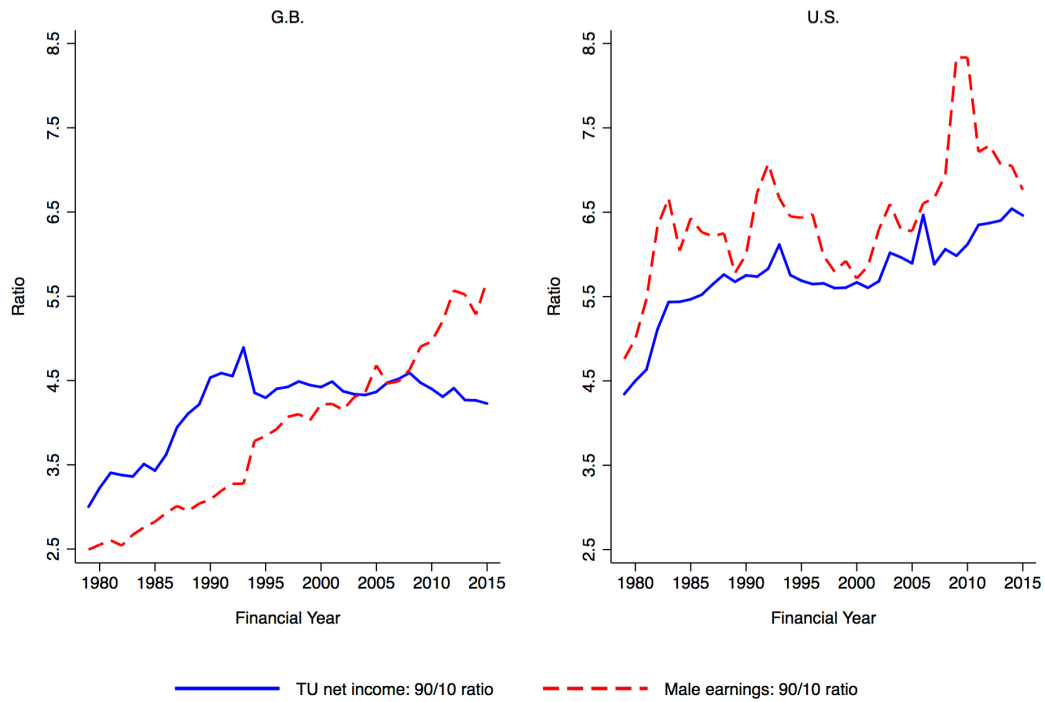 G.B.
8.5
7.5
6.5
5.5
4.5
3.5
2.5
Ratio
1980 1985 1990 1995 2000 2005 2010 2015
Financial Year
U.S.
8.5
7.5
6.5
5.5
4.5
3.5
2.5
Ratio
1980 1985 1990 1995 2000 2005 2010 2015
Financial Year
TU net income: 90/10 ratio
Male earnings: 90/10 ratio